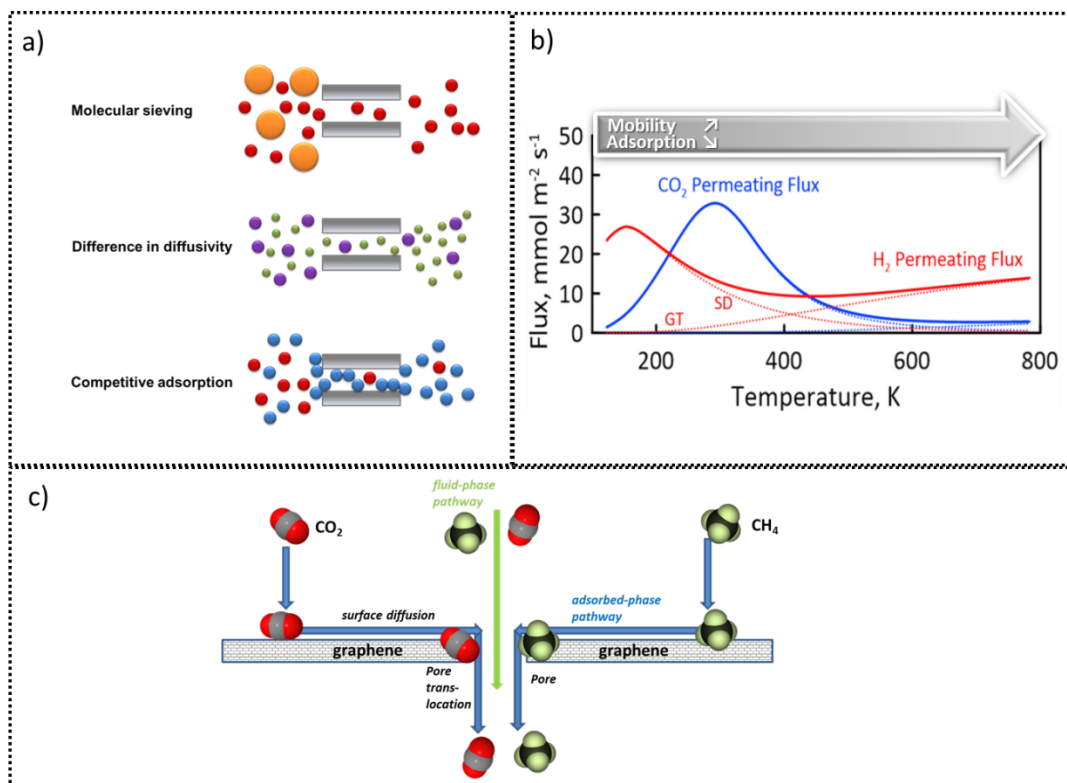 a)
Molecular sieving
Difference in diffusivity
Competitive adsorption
b)
Mobility ↗
Adsorption ↘
50
40
30
20
10
0
Flux, mmol m⁻² s⁻¹
CO₂ Permeating Flux
H₂ Permeating Flux
SD
GT
200
400
600
800
Temperature, K
c)
fluid-phase
pathway
CO₂
CH₄
surface diffusion
adsorbed-phase
pathway
graphene
graphene
Pore
trans-
location
Pore